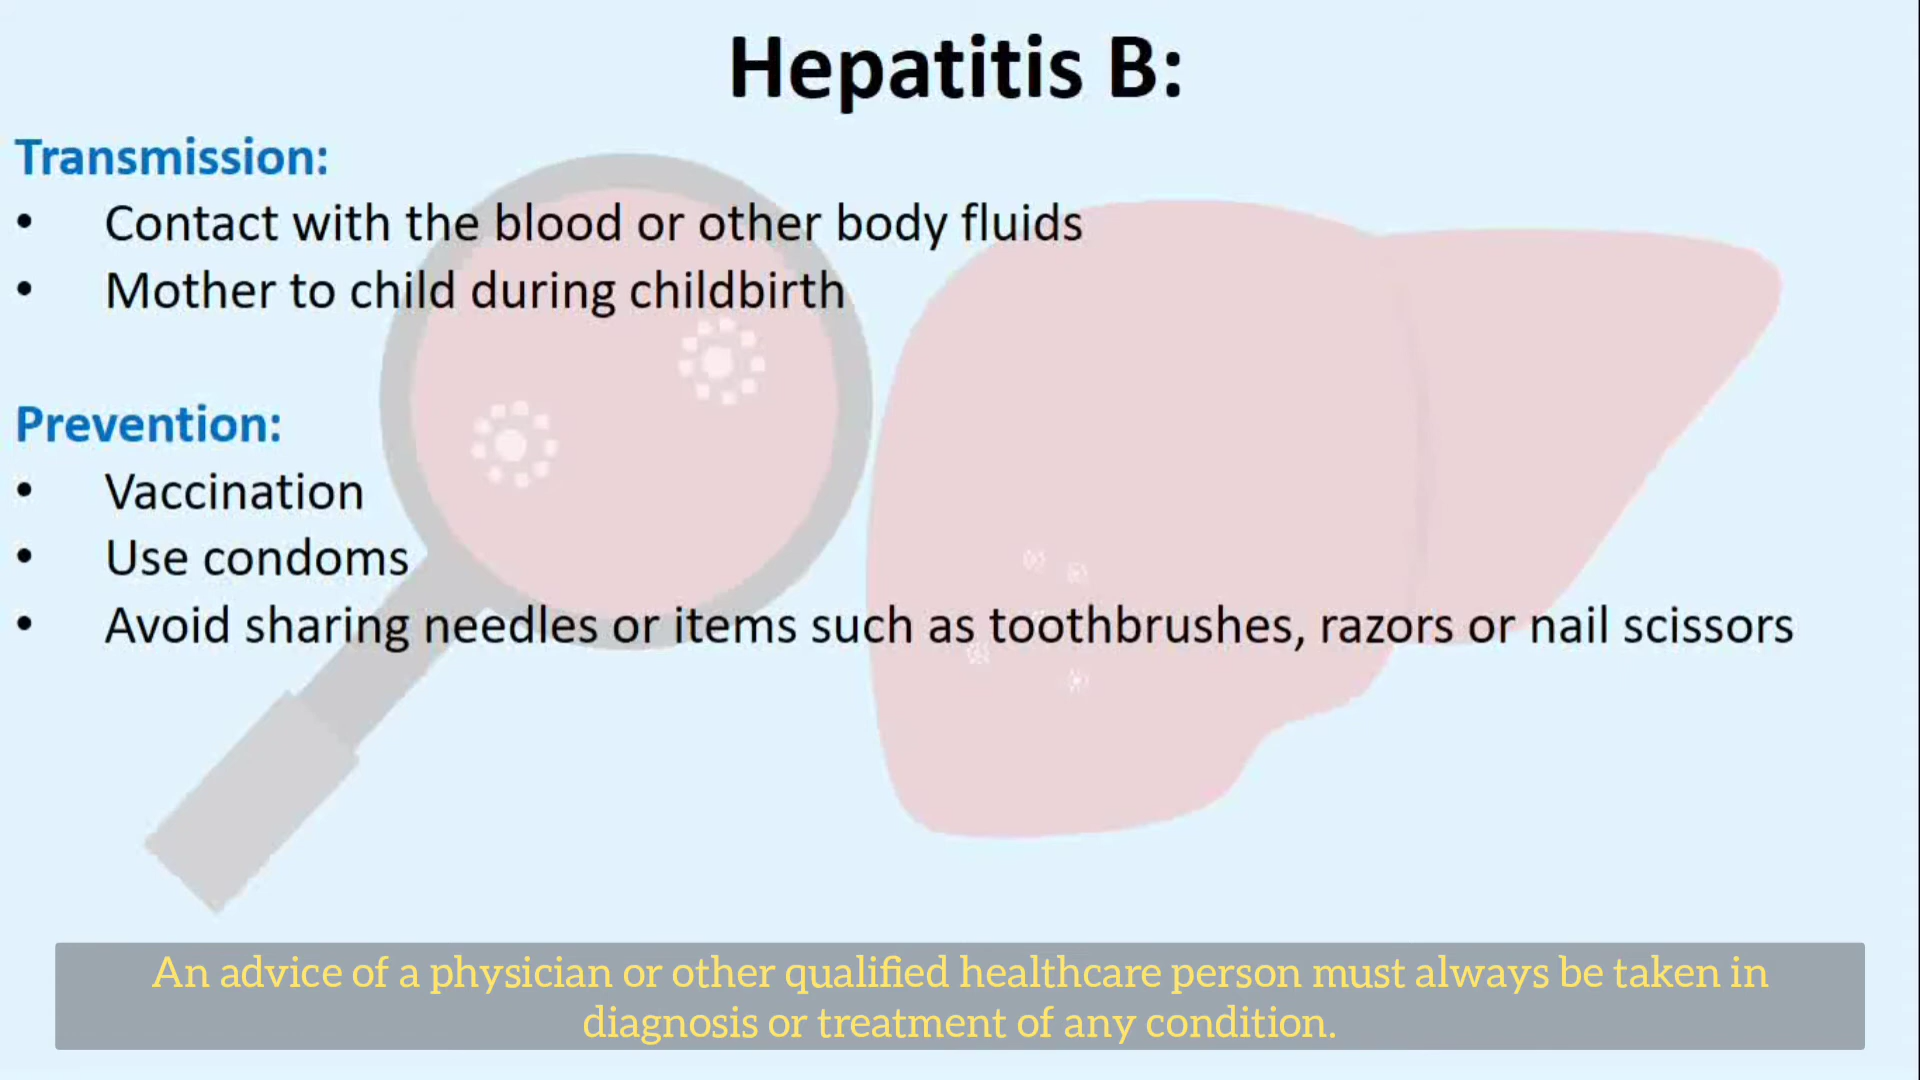 Hepatitis B:
Transmission:
• Contact with the blood or other body fluids
• Mother to child during childbirth
Prevention:
• Vaccination
• Use condoms
• Avoid sharing needles or items such as toothbrushes, razors or nail scissors
An advice of a physician or other qualified healthcare person must always be taken in
diagnosis or treatment of any condition.